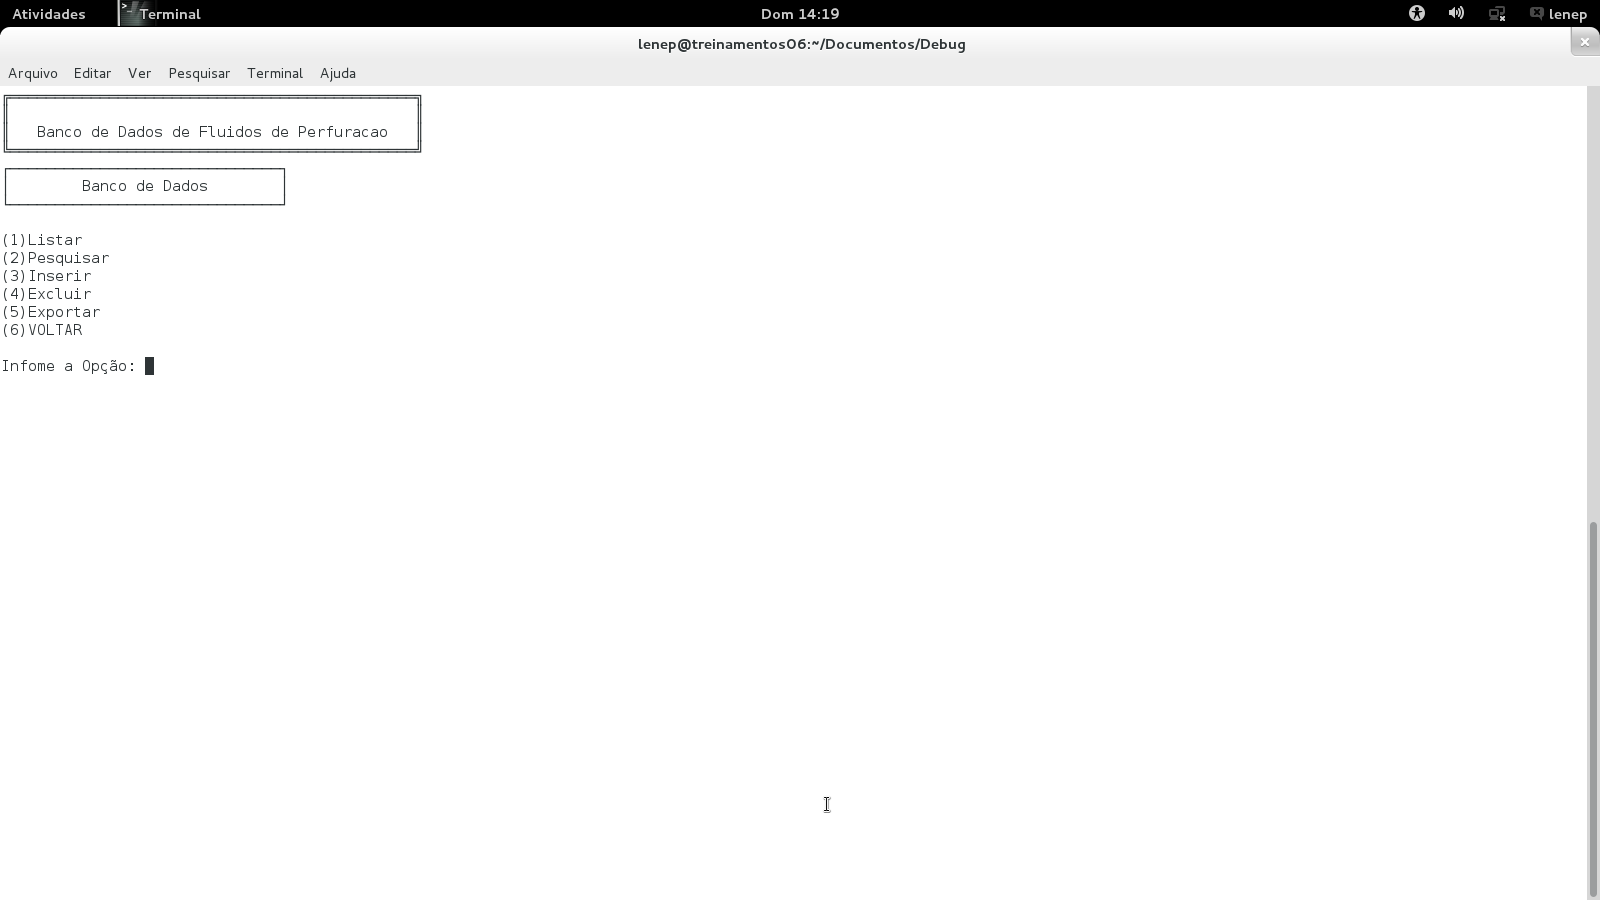 Atividades Terminal Dom 14:19 lenep
lenep@treinamentos06:~/Documentos/Debug
Arquivo Editar Ver Pesquisar Terminal Ajuda
Banco de Dados de Fluidos de Perfuracao
Banco de Dados
(1)Listar
(2)Pesquisar
(3)Inserir
(4)Excluir
(5)Exportar
(6)VOLTAR
Infome a Opção: